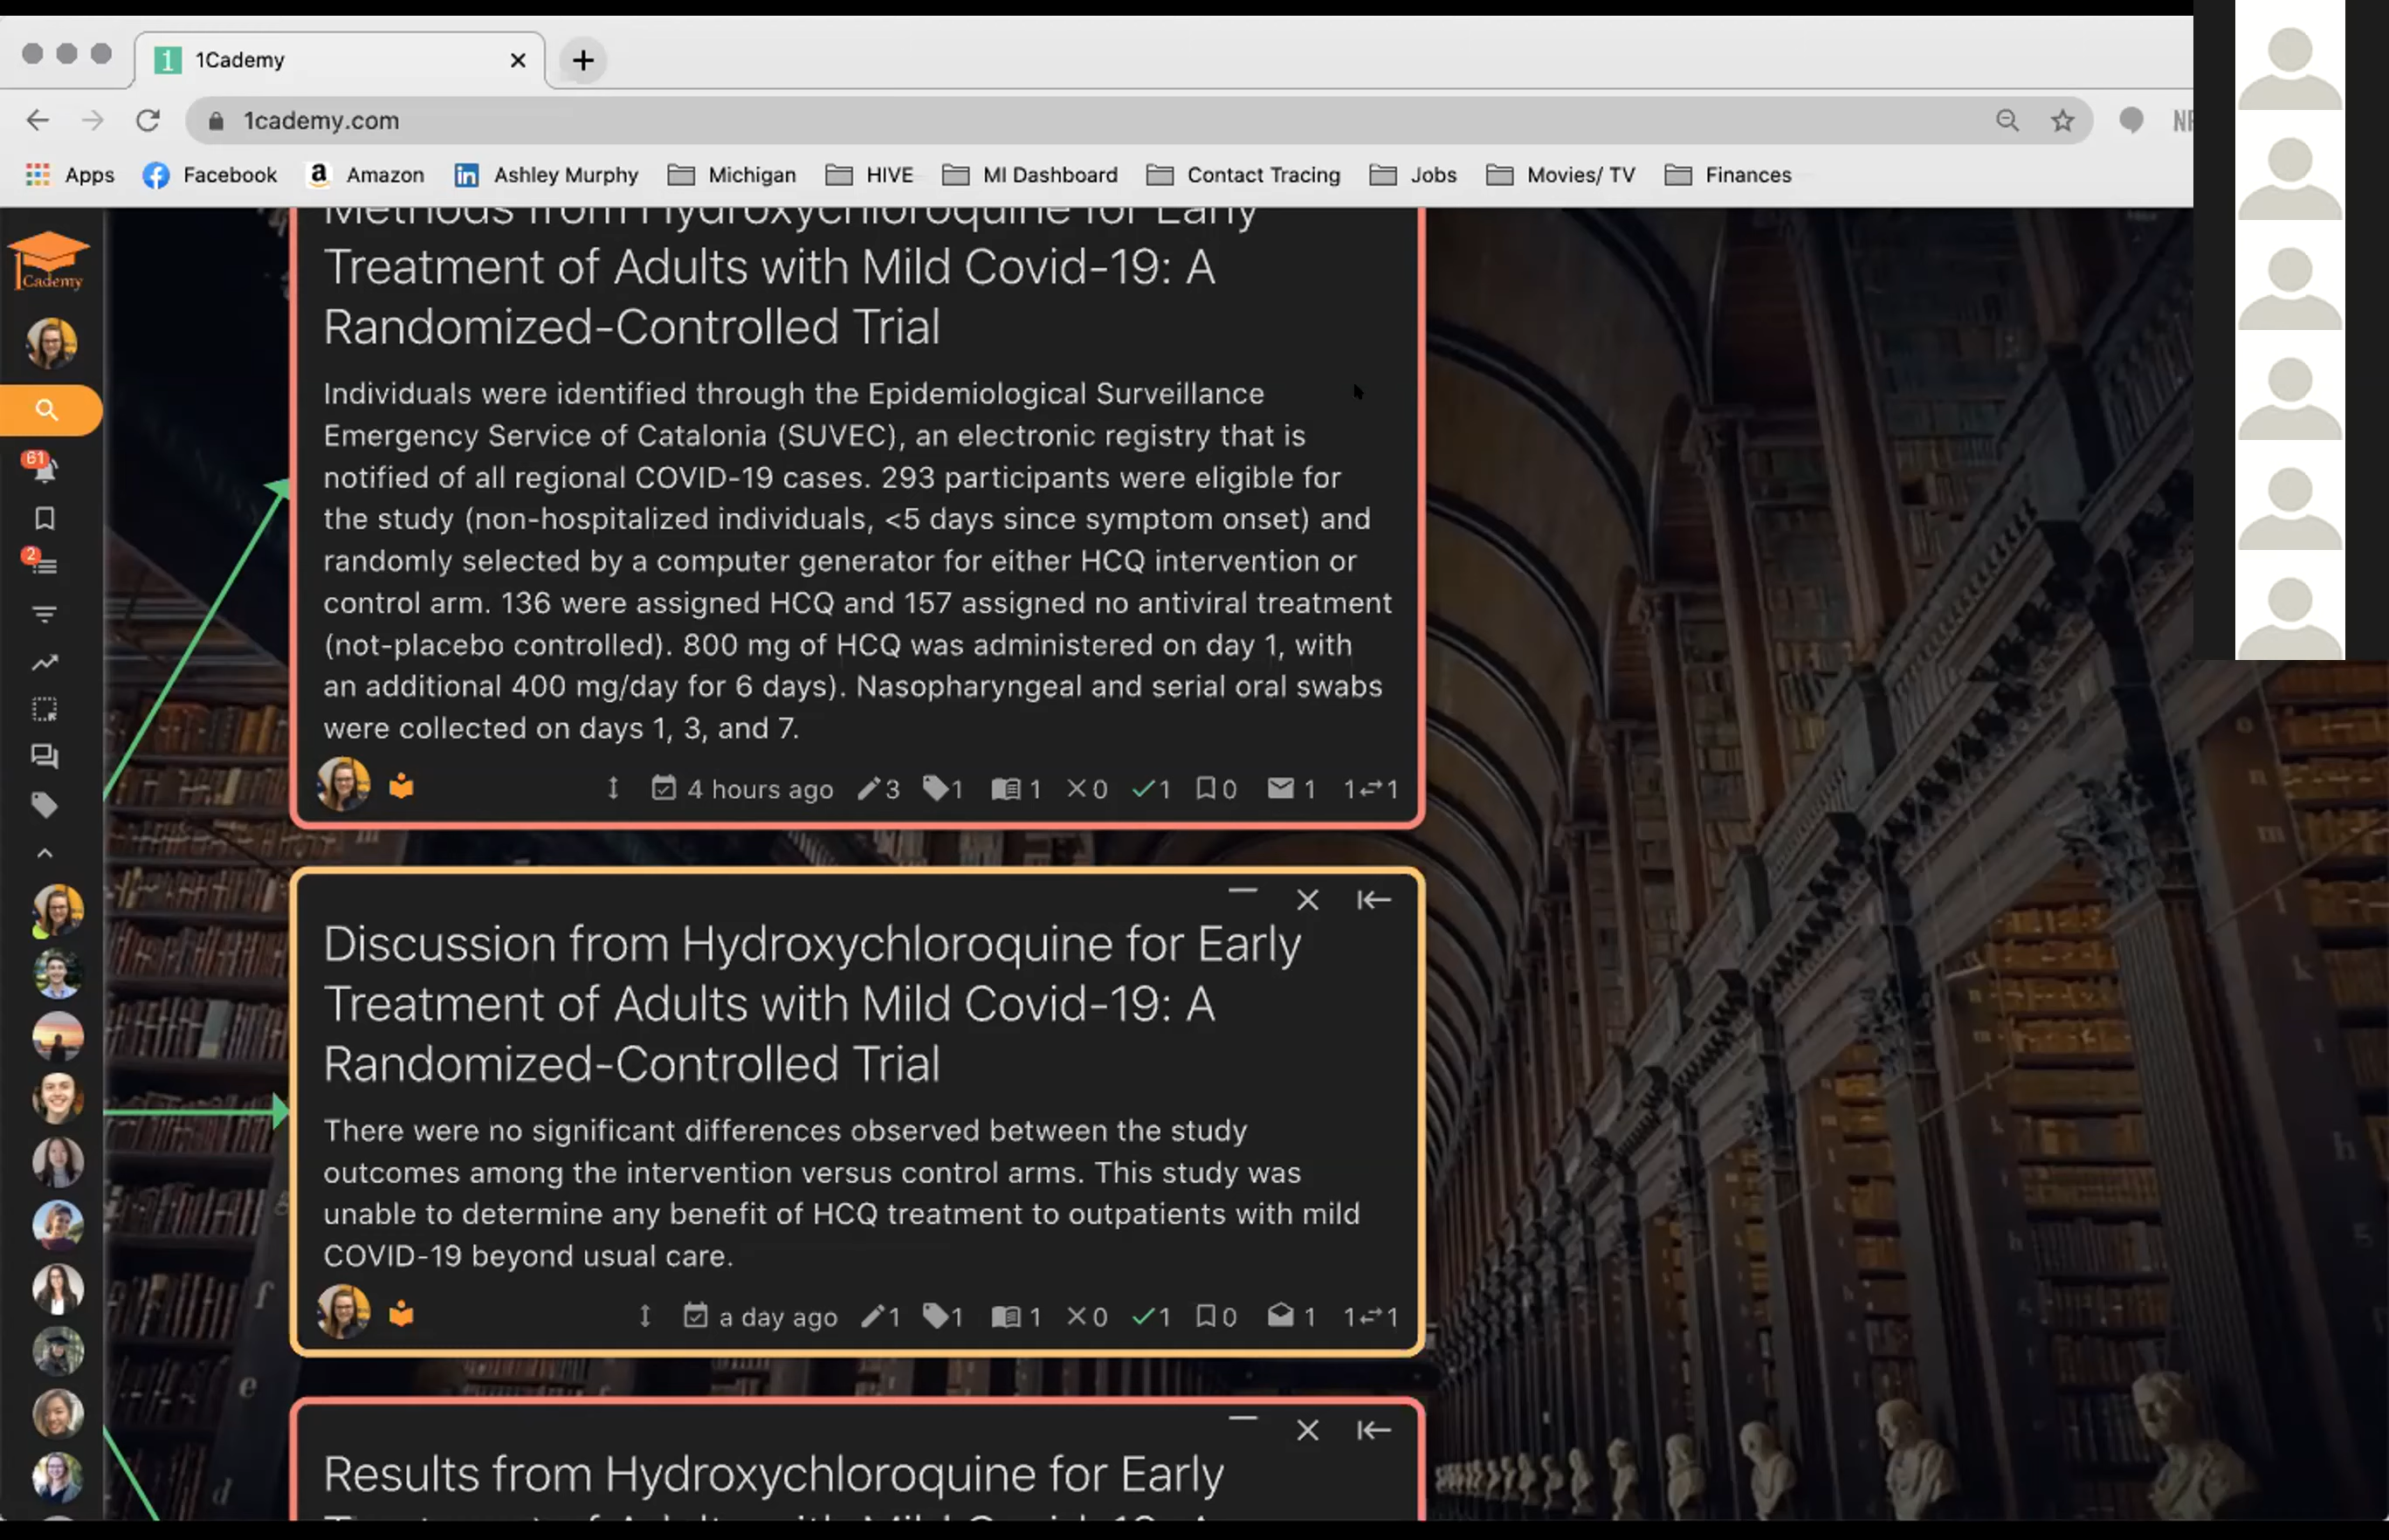 1Cademy
1cademy.com
Apps
Facebook
Amazon
Ashley Murphy
Michigan
HIVE
MI Dashboard
Contact Tracing
Jobs
Movies/ TV
Finances
1Cademy
61
2
Methods from Hydroxychloroquine for Early
Treatment of Adults with Mild Covid-19: A
Randomized-Controlled Trial
Individuals were identified through the Epidemiological Surveillance
Emergency Service of Catalonia (SUVEC), an electronic registry that is
notified of all regional COVID-19 cases. 293 participants were eligible for
the study (non-hospitalized individuals, <5 days since symptom onset) and
randomly selected by a computer generator for either HCQ intervention or
control arm. 136 were assigned HCQ and 157 assigned no antiviral treatment
(not-placebo controlled). 800 mg of HCQ was administered on day 1, with
an additional 400 mg/day for 6 days). Nasopharyngeal and serial oral swabs
were collected on days 1, 3, and 7.
4 hours ago 3 1 1 0 1 0 1 1 1
Discussion from Hydroxychloroquine for Early
Treatment of Adults with Mild Covid-19: A
Randomized-Controlled Trial
There were no significant differences observed between the study
outcomes among the intervention versus control arms. This study was
unable to determine any benefit of HCQ treatment to outpatients with mild
COVID-19 beyond usual care.
a day ago 1 1 1 0 1 0 1 1 1
Results from Hydroxychloroquine for Early